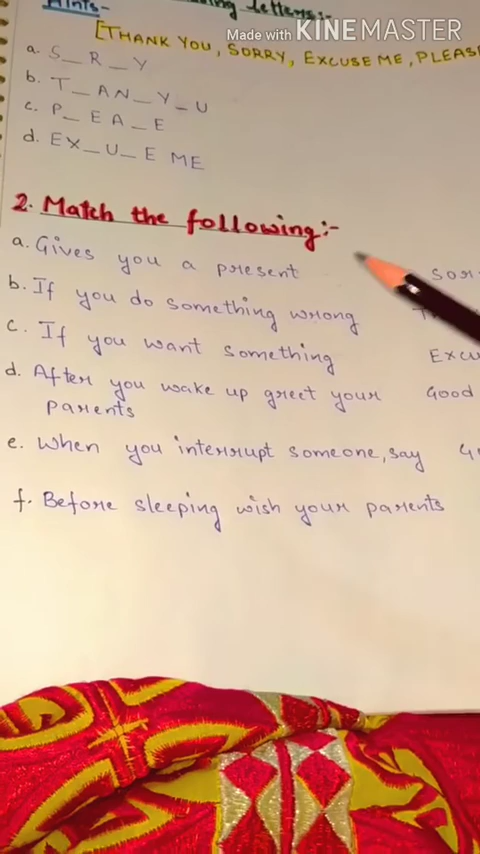 Made with KINEMASTER
Hints- letters:-
[THANK YOU, SORRY, EXCUSE ME, PLEASE
a. S_R_Y
b. T_AN_Y_U
c. P_EA_E
d. EX_U_E ME
2. Match the following:-
a. Gives you a present
b. If you do something wrong
c. If you want something
d. After you wake up greet your Good
parents
e. When you interrupt someone, say
f. Before sleeping wish your parents